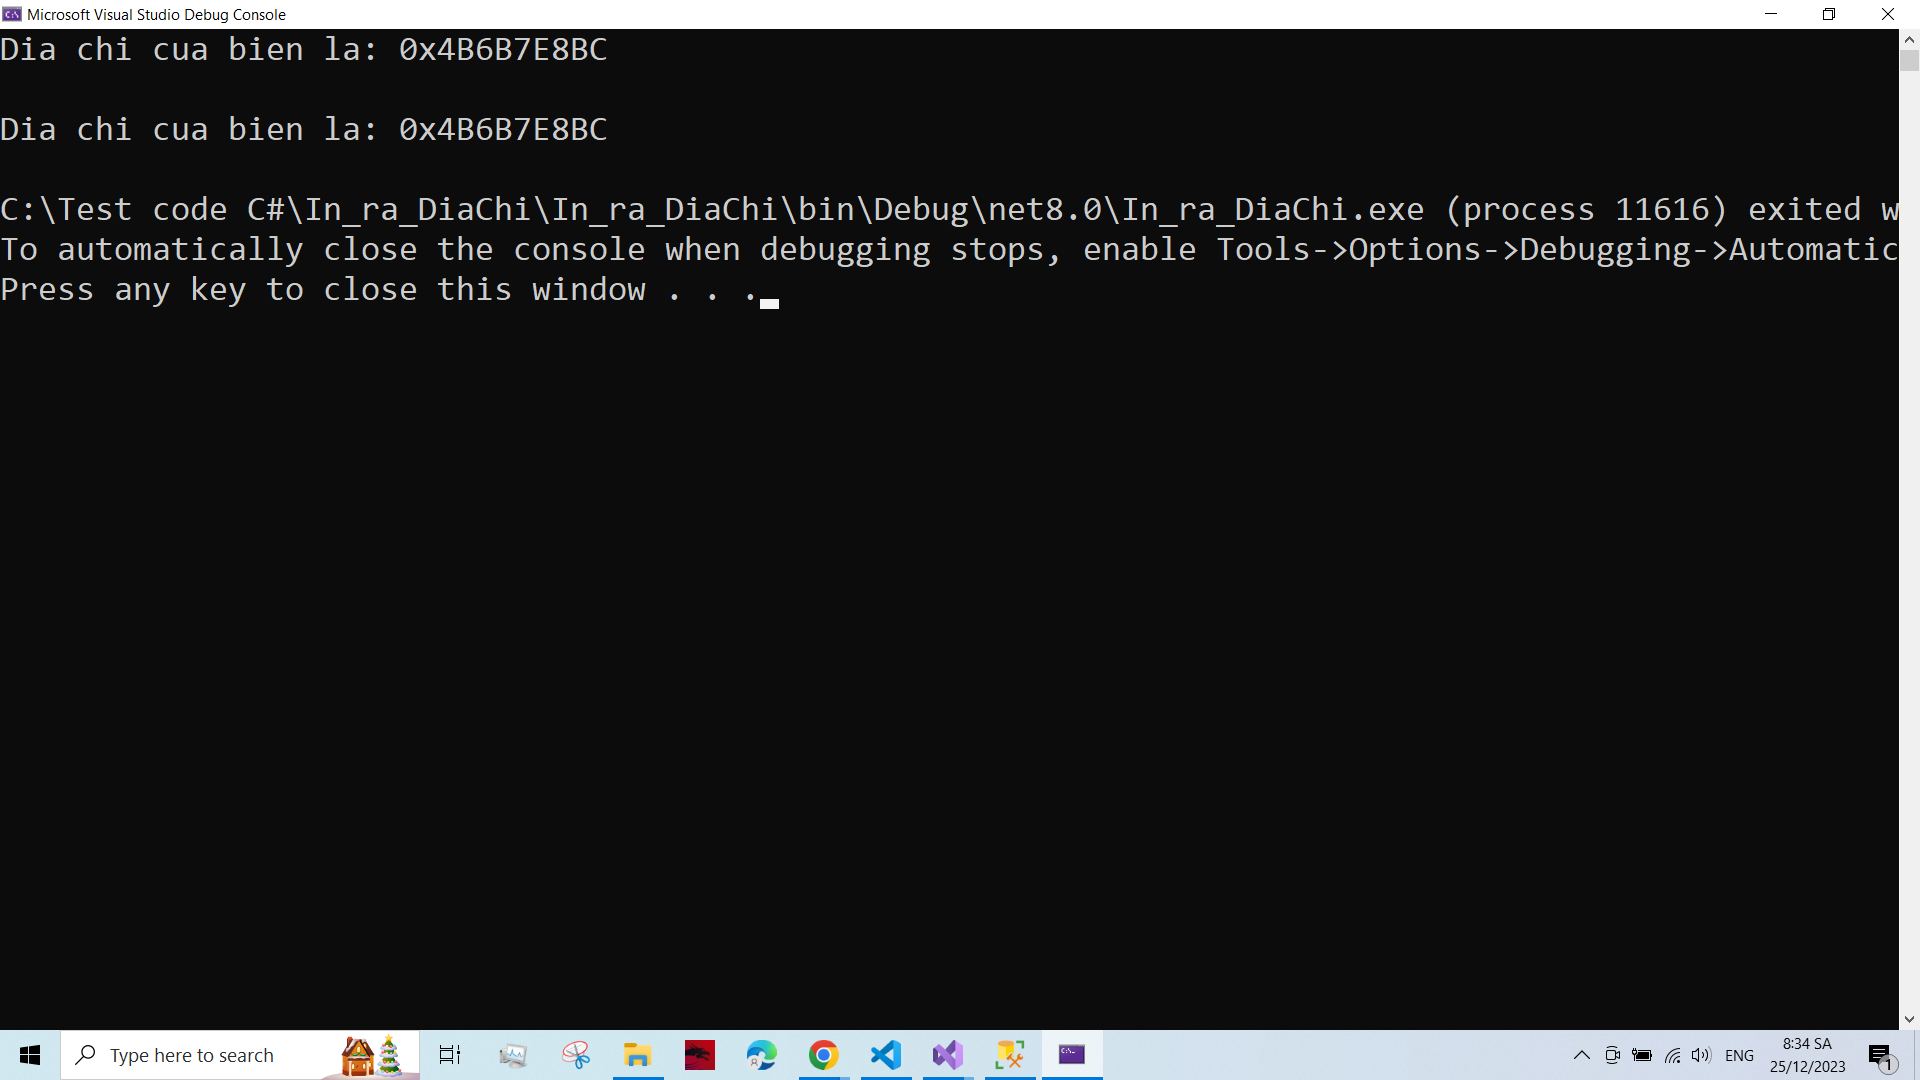 Microsoft Visual Studio Debug Console
Dia chi cua bien la: 0x4B6B7E8BC
Dia chi cua bien la: 0x4B6B7E8BC
C:\Test code C#\In_ra_DiaChi\In_ra_DiaChi\bin\Debug\net8.0\In_ra_DiaChi.exe (process 11616) exited w
To automatically close the console when debugging stops, enable Tools->Options->Debugging->Automatic
Press any key to close this window . . .
Type here to search
ENG
8:34 SA
25/12/2023
1